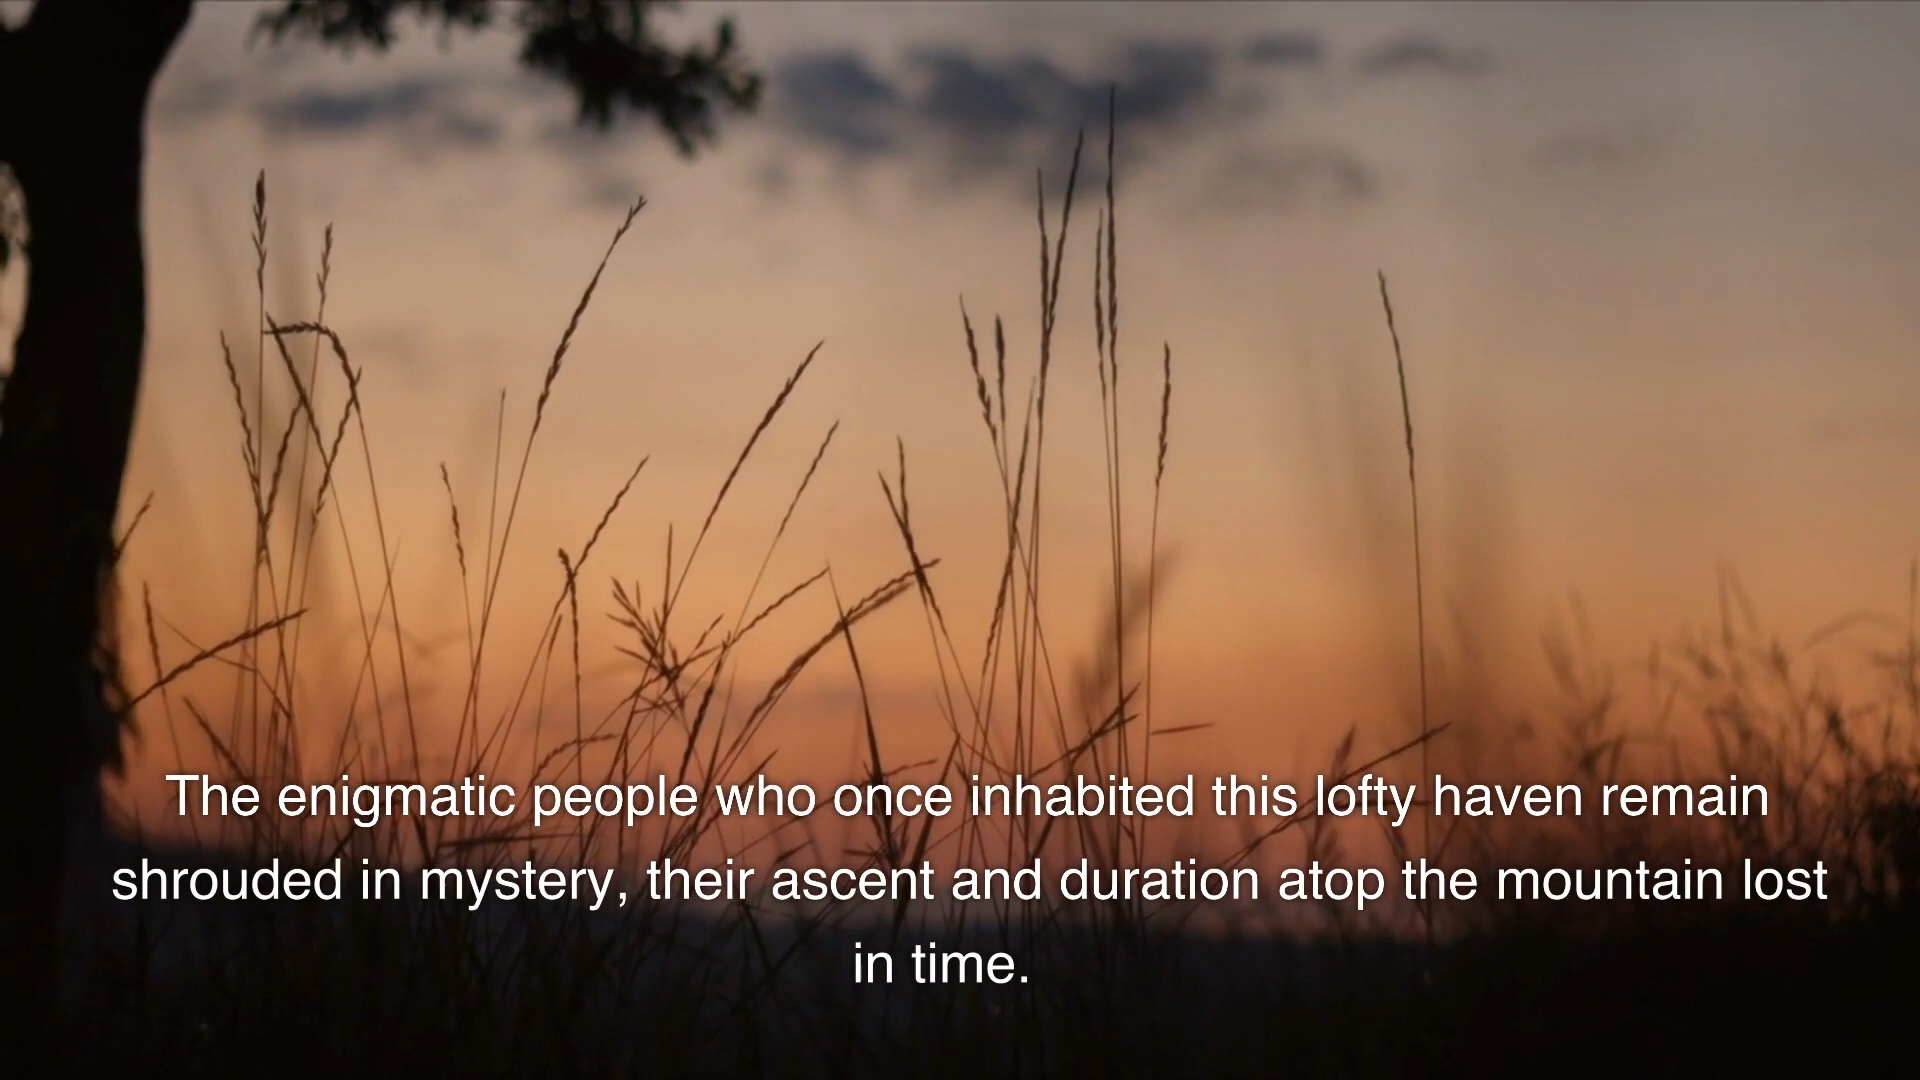 The enigmatic people who once inhabited this lofty haven remain
shrouded in mystery, their ascent and duration atop the mountain lost
in time.